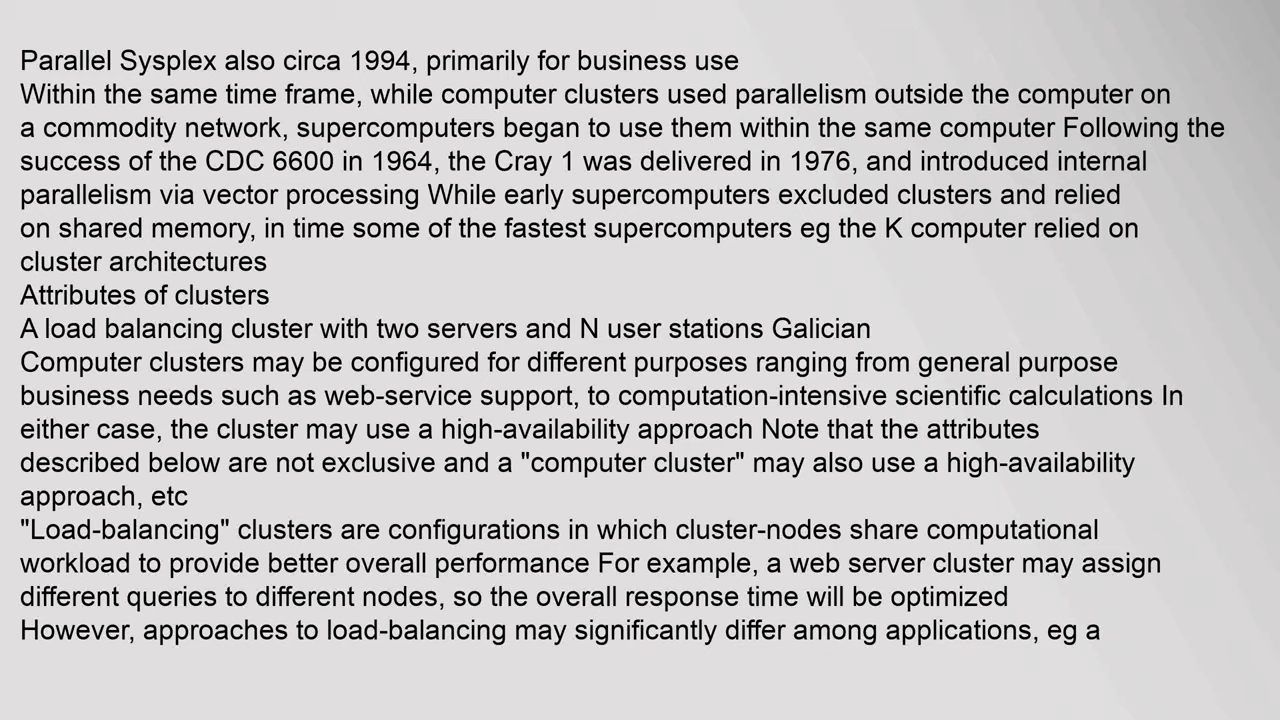 Parallel Sysplex also circa 1994, primarily for business use
Within the same time frame, while computer clusters used parallelism outside the computer on
a commodity network, supercomputers began to use them within the same computer Following the
success of the CDC 6600 in 1964, the Cray 1 was delivered in 1976, and introduced internal
parallelism via vector processing While early supercomputers excluded clusters and relied
on shared memory, in time some of the fastest supercomputers eg the K computer relied on
cluster architectures
Attributes of clusters
A load balancing cluster with two servers and N user stations Galician
Computer clusters may be configured for different purposes ranging from general purpose
business needs such as web-service support, to computation-intensive scientific calculations In
either case, the cluster may use a high-availability approach Note that the attributes
described below are not exclusive and a "computer cluster" may also use a high-availability
approach, etc
"Load-balancing" clusters are configurations in which cluster-nodes share computational
workload to provide better overall performance For example, a web server cluster may assign
different queries to different nodes, so the overall response time will be optimized
However, approaches to load-balancing may significantly differ among applications, eg a